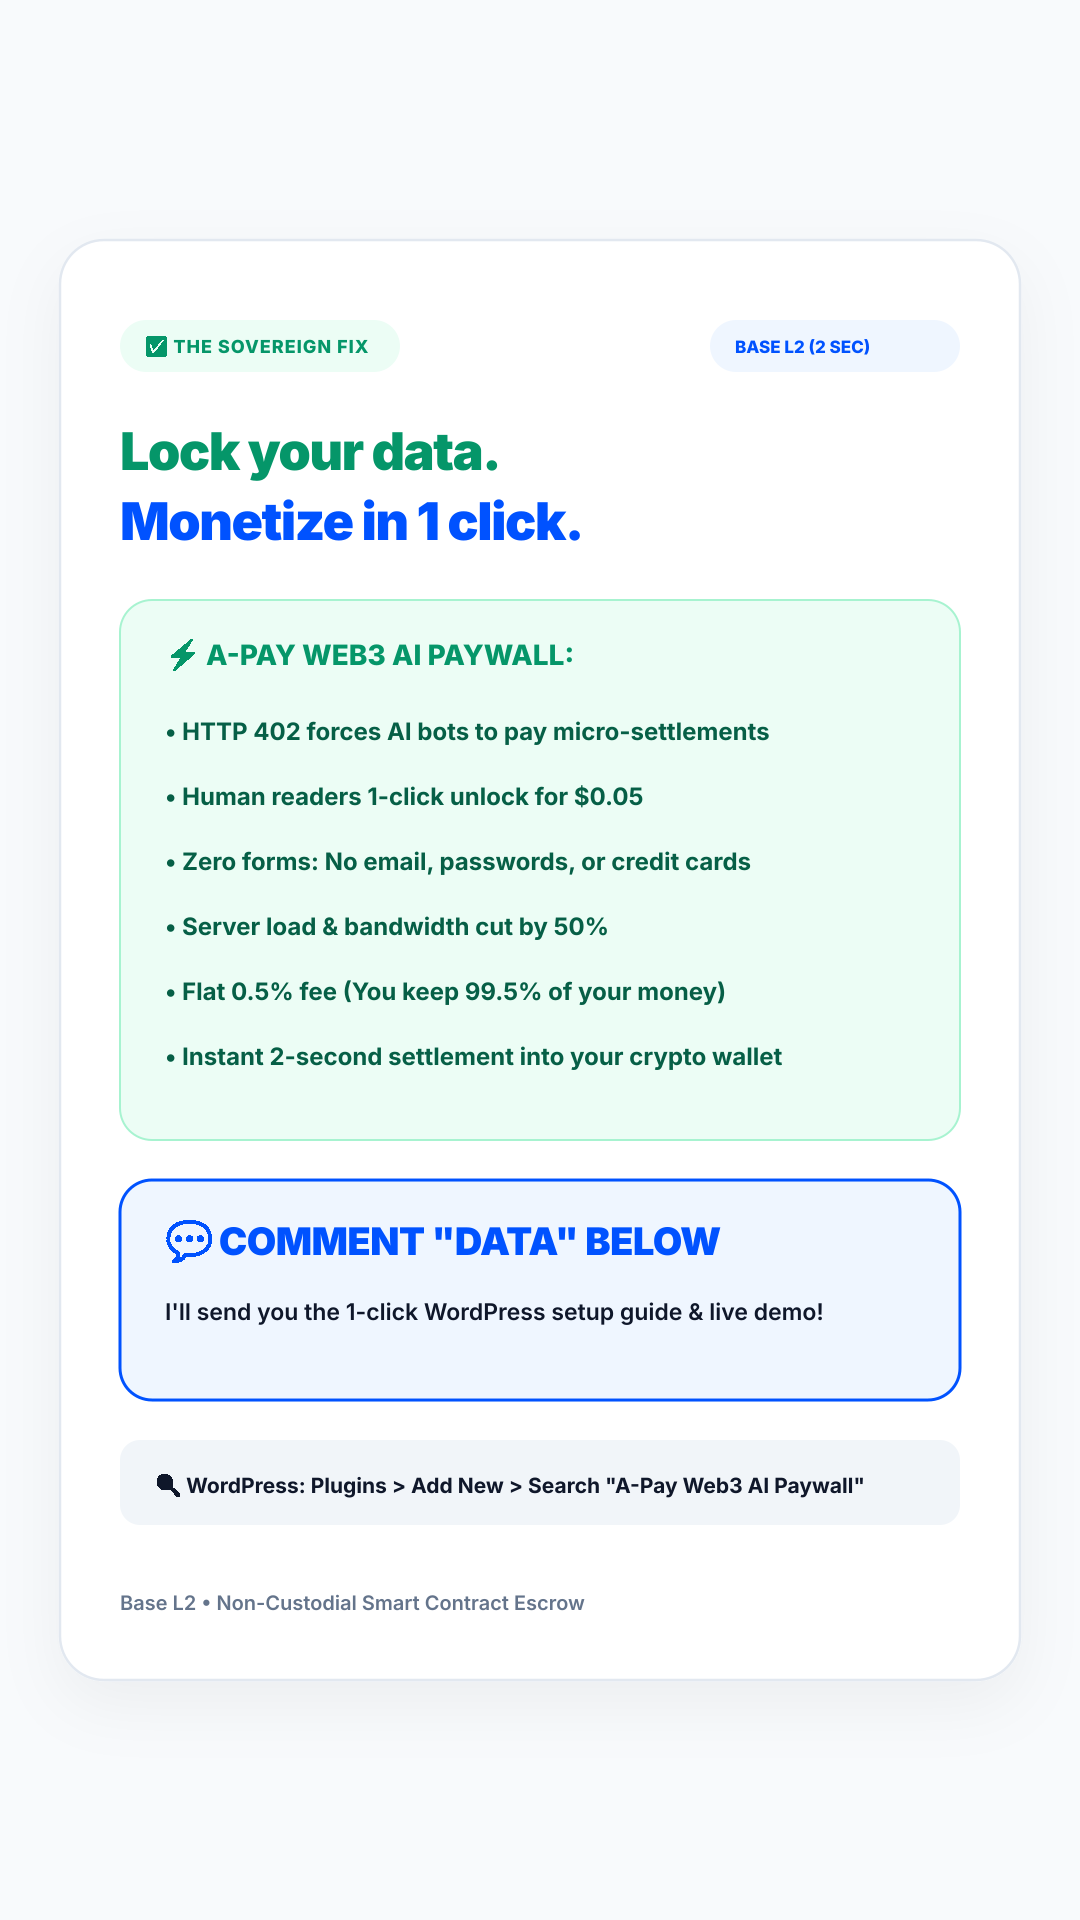 ✅ THE SOVEREIGN FIX
BASE L2 (2 SEC)
Lock your data.
Monetize in 1 click.
⚡ A-PAY WEB3 AI PAYWALL:
• HTTP 402 forces AI bots to pay micro-settlements
• Human readers 1-click unlock for $0.05
• Zero forms: No email, passwords, or credit cards
• Server load & bandwidth cut by 50%
• Flat 0.5% fee (You keep 99.5% of your money)
• Instant 2-second settlement into your crypto wallet
💬 COMMENT "DATA" BELOW
I'll send you the 1-click WordPress setup guide & live demo!
🔍 WordPress: Plugins > Add New > Search "A-Pay Web3 AI Paywall"
Base L2 • Non-Custodial Smart Contract Escrow